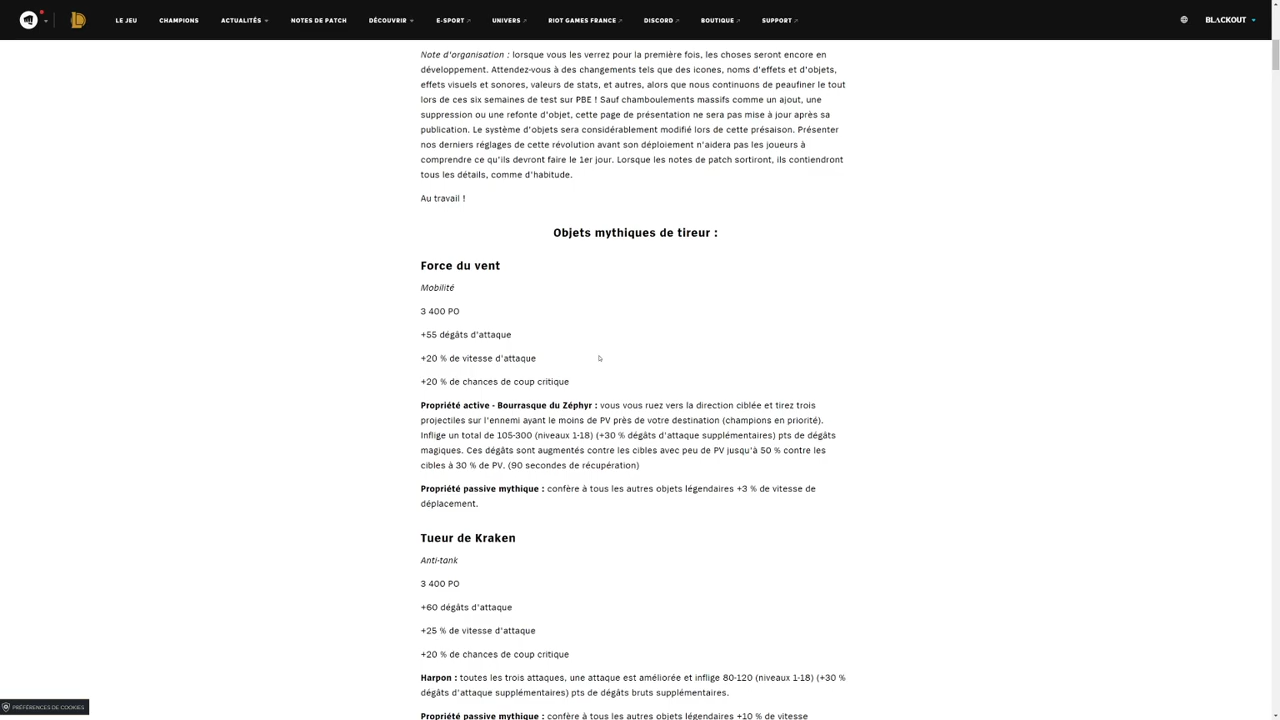 LE JEU CHAMPIONS ACTUALITÉS NOTES DE PATCH DÉCOUVRIR E-SPORT UNIVERS RIOT GAMES FRANCE DISCORD BOUTIQUE SUPPORT BLACKOUT
Note d'organisation : lorsque vous les verrez pour la première fois, les choses seront encore en
développement. Attendez-vous à des changements tels que des icones, noms d'effets et d'objets,
effets visuels et sonores, valeurs de stats, et autres, alors que nous continuons de peaufiner le tout
lors de ces six semaines de test sur PBE ! Sauf chamboulements massifs comme un ajout, une
suppression ou une refonte d'objet, cette page de présentation ne sera pas mise à jour après sa
publication. Le système d'objets sera considérablement modifié lors de cette présaison. Présenter
nos derniers réglages de cette révolution avant son déploiement n'aidera pas les joueurs à
comprendre ce qu'ils devront faire le 1er jour. Lorsque les notes de patch sortiront, ils contiendront
tous les détails, comme d'habitude.
Au travail !
Objets mythiques de tireur :
Force du vent
Mobilité
3 400 PO
+55 dégâts d'attaque
+20 % de vitesse d'attaque
+20 % de chances de coup critique
Propriété active - Bourrasque du Zéphyr : vous vous ruez vers la direction ciblée et tirez trois
projectiles sur l'ennemi ayant le moins de PV près de votre destination (champions en priorité).
Inflige un total de 105-300 (niveaux 1-18) (+30 % dégâts d'attaque supplémentaires) pts de dégâts
magiques. Ces dégâts sont augmentés contre les cibles avec peu de PV jusqu'à 50 % contre les
cibles à 30 % de PV. (90 secondes de récupération)
Propriété passive mythique : confère à tous les autres objets légendaires +3 % de vitesse de
déplacement.
Tueur de Kraken
Anti-tank
3 400 PO
+60 dégâts d'attaque
+25 % de vitesse d'attaque
+20 % de chances de coup critique
Harpon : toutes les trois attaques, une attaque est améliorée et inflige 80-120 (niveaux 1-18) (+30 %
dégâts d'attaque supplémentaires) pts de dégâts bruts supplémentaires.
PRÉFÉRENCES DE COOKIES
Propriété passive mythique : confère à tous les autres objets légendaires +10 % de vitesse